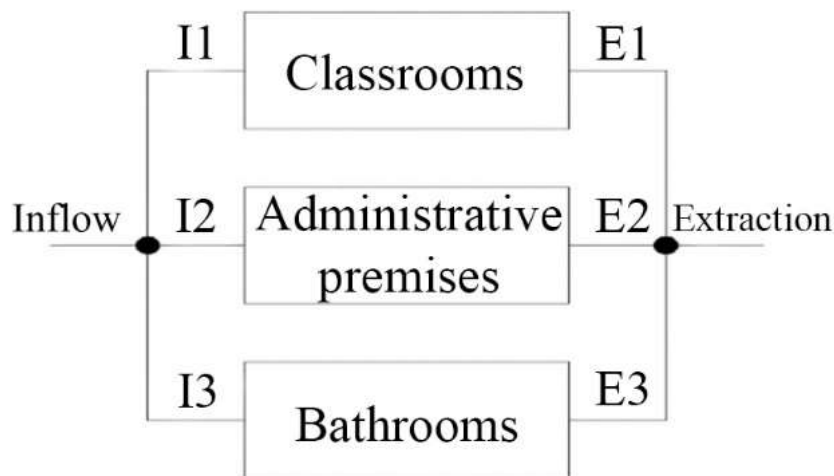 I1
Classrooms
E1
Inflow
I2
Administrative
premises
E2
Extraction
I3
Bathrooms
E3